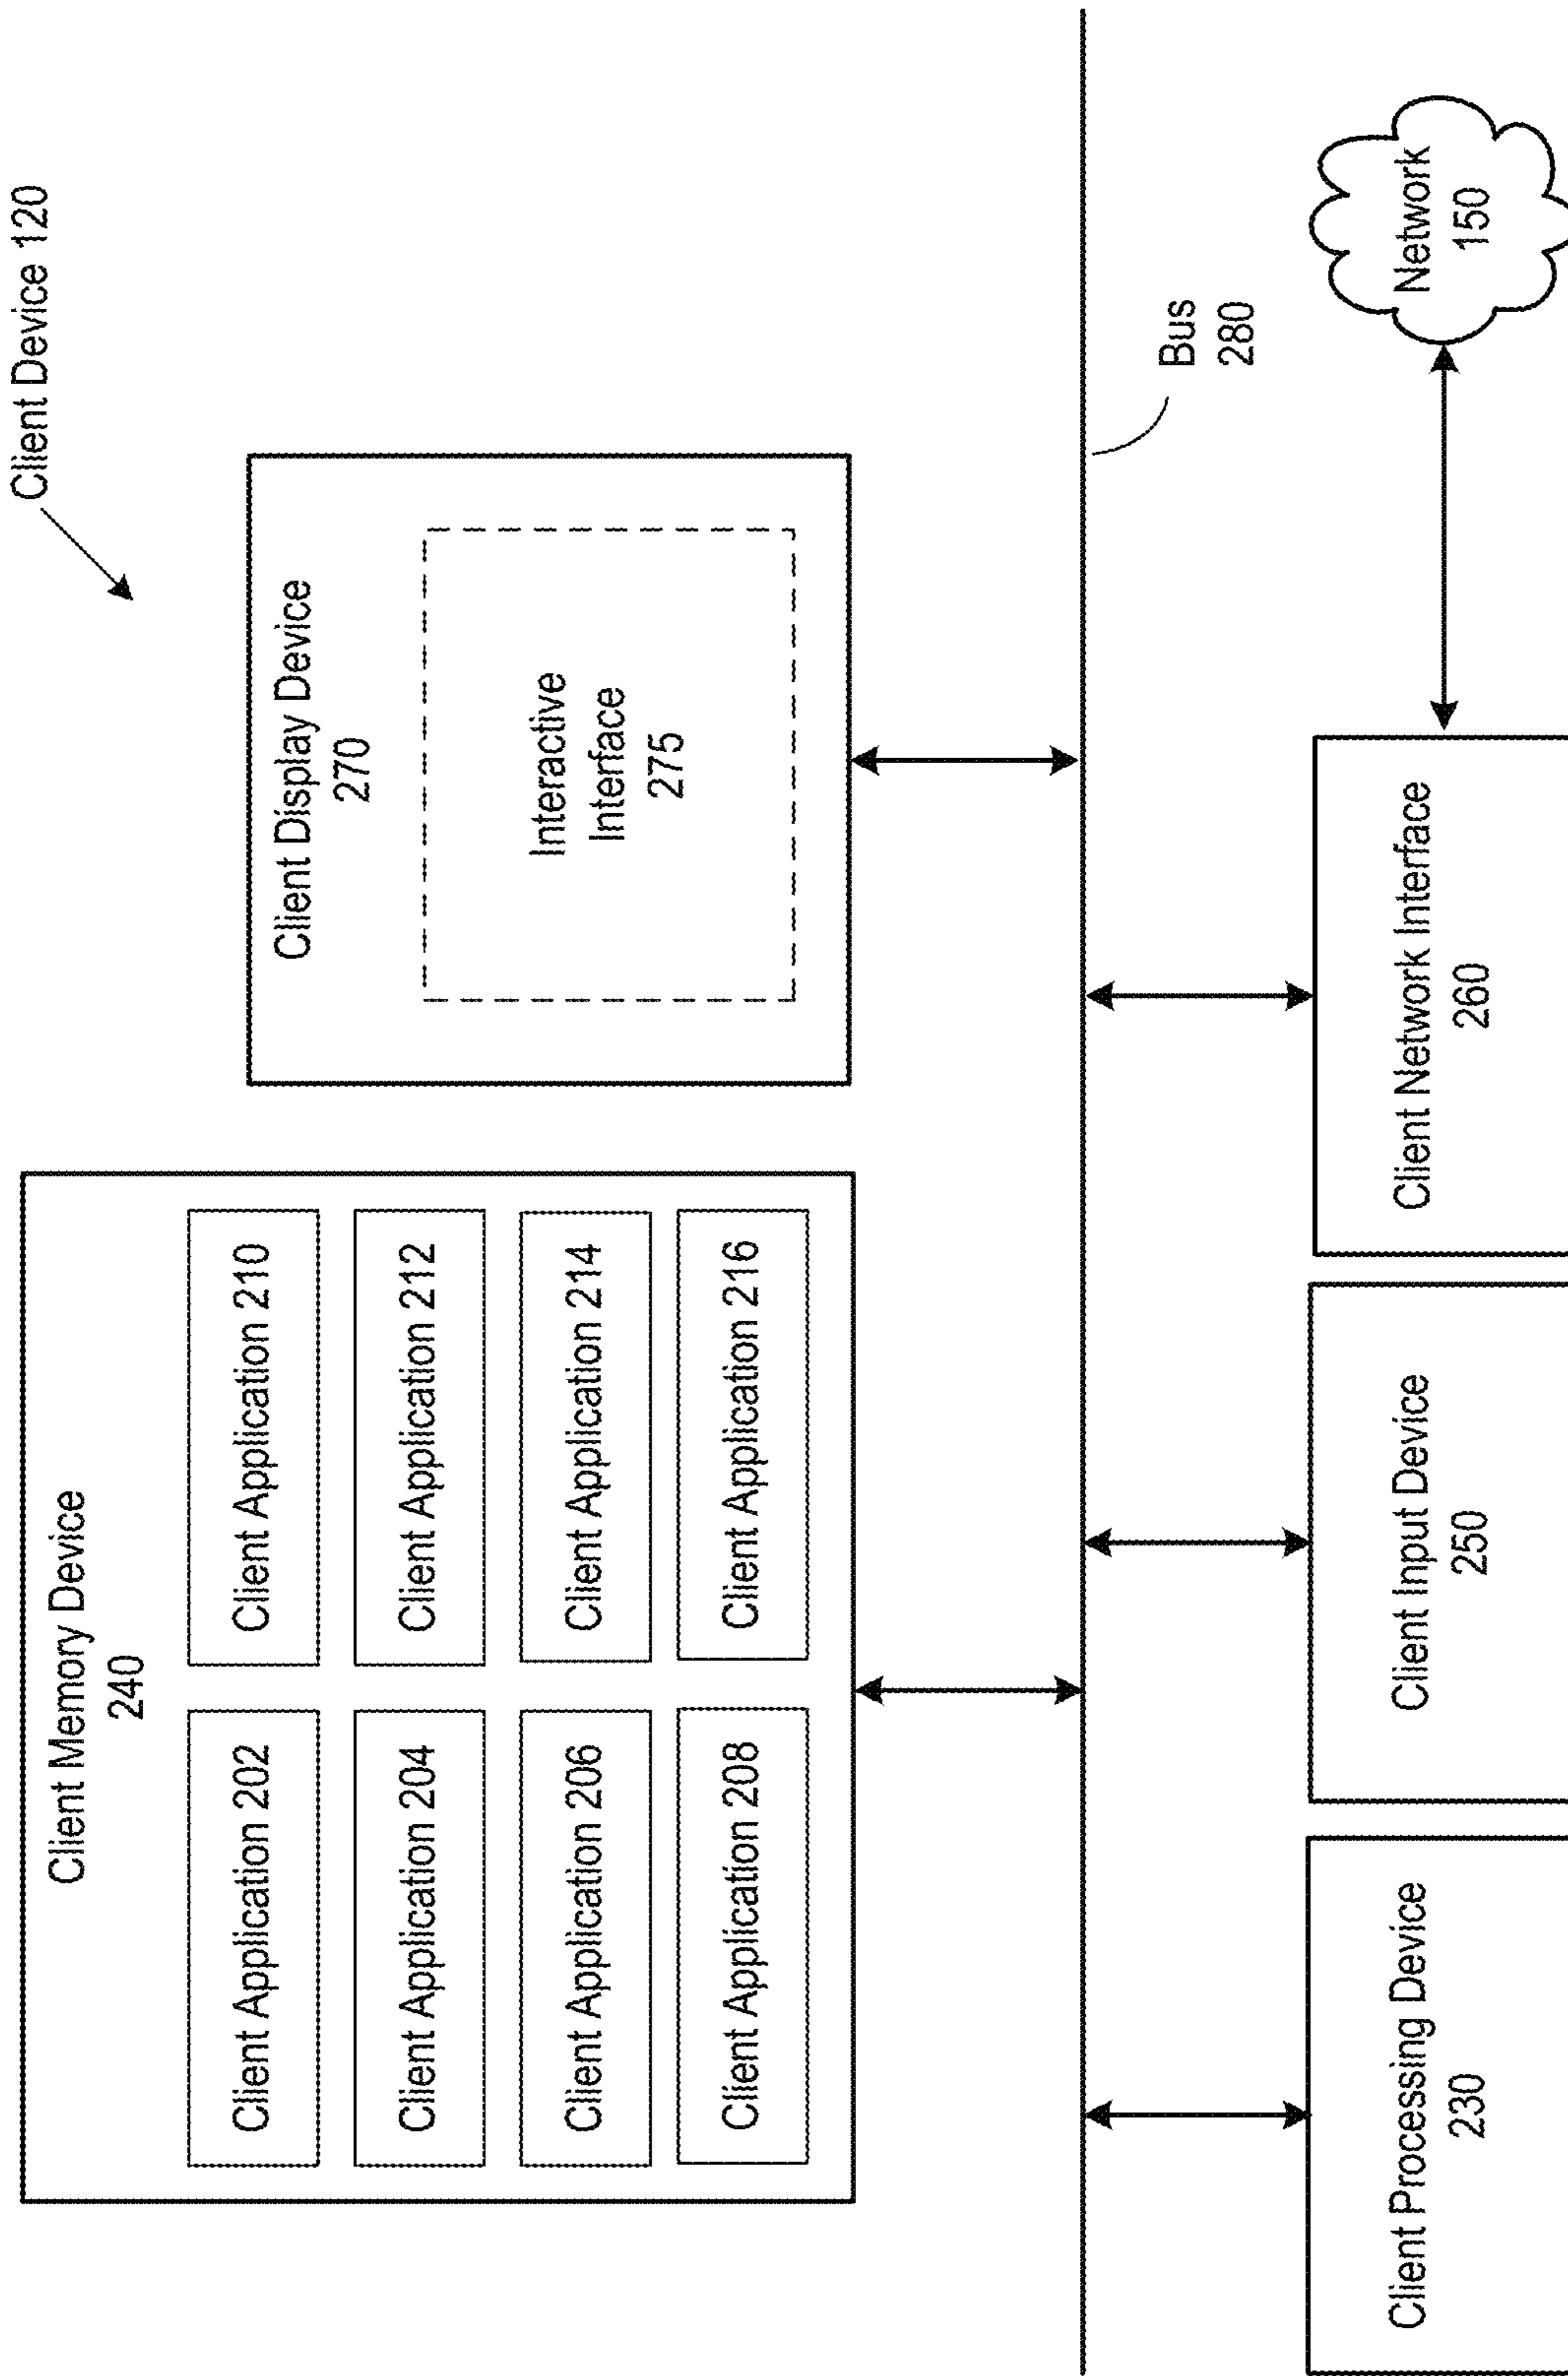 Client Device 120
Client Memory Device
240
Client Application 202
Client Application 210
Client Application 204
Client Application 212
Client Application 206
Client Application 214
Client Application 208
Client Application 216
Client Display Device
270
Interactive
Interface
275
Bus
280
Client Processing Device
230
Client Input Device
250
Client Network Interface
260
Network
150